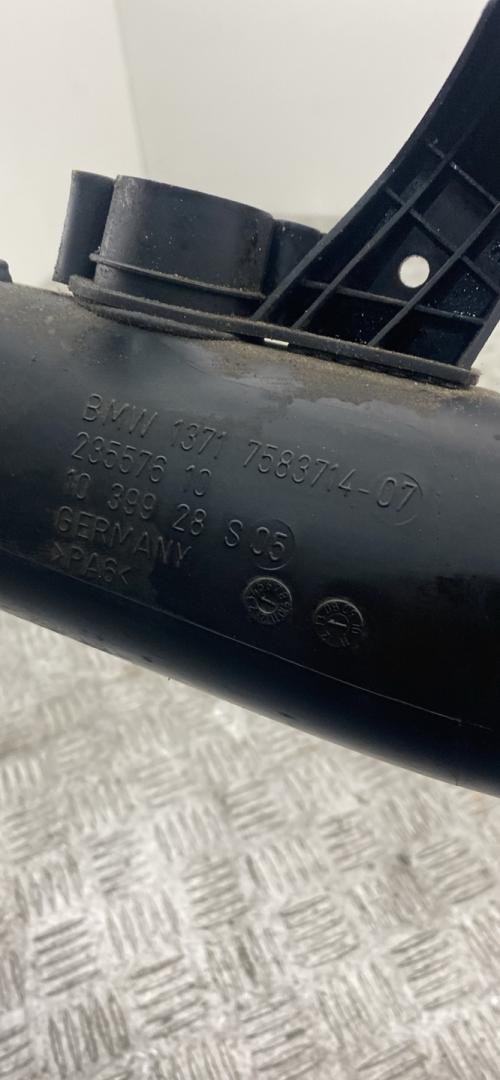 BMW 1371 7583714-07
235576 10
10 399 28 S 05
GERMANY
>PA6<